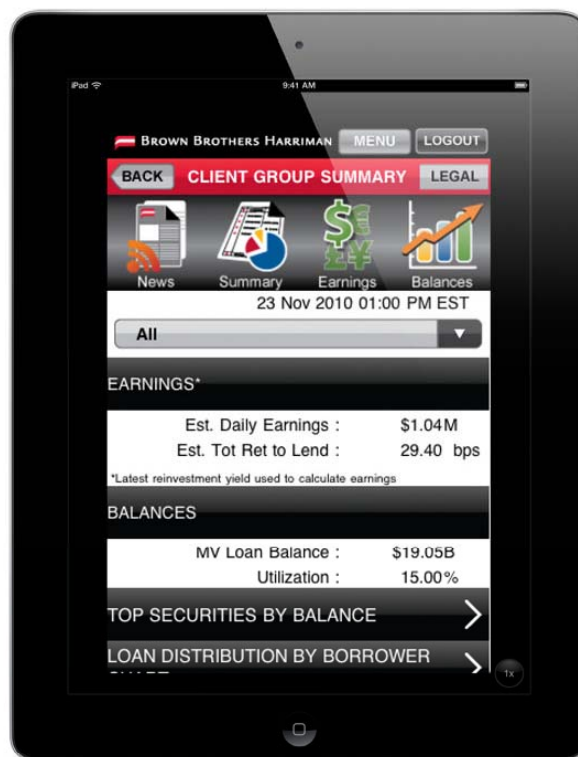 iPad 9:41 AM
BROWN BROTHERS HARRIMAN MENU LOGOUT
BACK CLIENT GROUP SUMMARY LEGAL
News Summary Earnings Balances
23 Nov 2010 01:00 PM EST
All
EARNINGS*
Est. Daily Earnings : $1.04M
Est. Tot Ret to Lend : 29.40 bps
*Latest reinvestment yield used to calculate earnings
BALANCES
MV Loan Balance : $19.05B
Utilization : 15.00%
TOP SECURITIES BY BALANCE
LOAN DISTRIBUTION BY BORROWER
1x